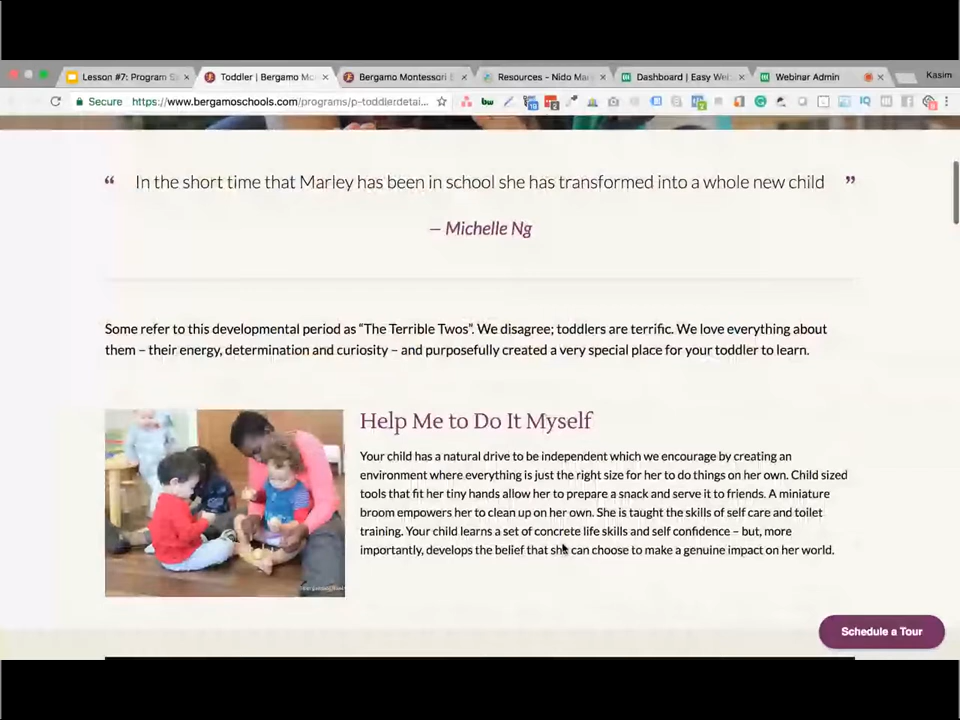 Lesson #7: Program S
Toddler | Bergamo Mo
Bergamo Montessori
Resources - Nido Ma
Dashboard | Easy Web
Webinar Admin
Kasim
Secure
https://www.bergamoschools.com/programs/p-toddlerdetai...
“ In the short time that Marley has been in school she has transformed into a whole new child ”
– Michelle Ng
Some refer to this developmental period as “The Terrible Twos”. We disagree; toddlers are terrific. We love everything about
them – their energy, determination and curiosity – and purposefully created a very special place for your toddler to learn.
Help Me to Do It Myself
Your child has a natural drive to be independent which we encourage by creating an
environment where everything is just the right size for her to do things on her own. Child sized
tools that fit her tiny hands allow her to prepare a snack and serve it to friends. A miniature
broom empowers her to clean up on her own. She is taught the skills of self care and toilet
training. Your child learns a set of concrete life skills and self confidence – but, more
importantly, develops the belief that she can choose to make a genuine impact on her world.
Schedule a Tour